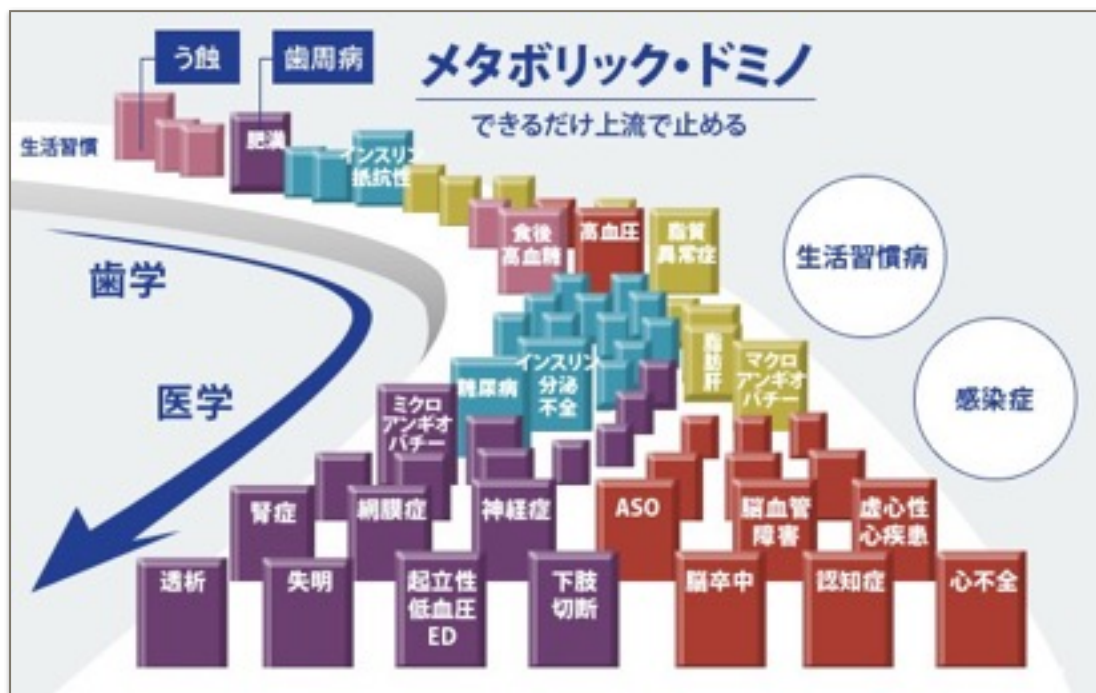 う蝕
歯周病
メタボリック・ドミノ
できるだけ上流で止める
生活習慣
肥満
インスリン
抵抗性
食後
高血糖
高血圧
脂質
異常症
生活習慣病
歯学
医学
感染症
糖尿病
インスリン
分泌
不全
脂肪肝
マクロ
アンギオ
パチー
ミクロ
アンギオ
パチー
腎症
網膜症
神経症
ASO
脳血管
障害
虚心性
心疾患
透析
失明
起立性
低血圧
ED
下肢
切断
脳卒中
認知症
心不全